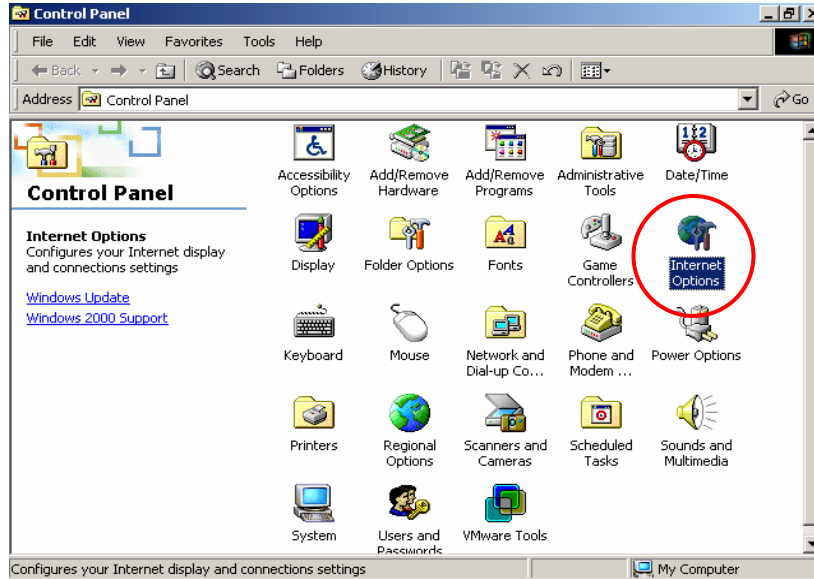 Control Panel
File Edit View Favorites Tools Help
Back Search Folders History
Address Control Panel Go
Control Panel
Internet Options
Configures your Internet display
and connections settings
Windows Update
Windows 2000 Support
Accessibility
Options
Add/Remove
Hardware
Add/Remove
Programs
Administrative
Tools
Date/Time
Display
Folder Options
Fonts
Game
Controllers
Internet
Options
Keyboard
Mouse
Network and
Dial-up Co...
Phone and
Modem ...
Power Options
Printers
Regional
Options
Scanners and
Cameras
Scheduled
Tasks
Sounds and
Multimedia
System
Users and
Passwords
VMware Tools
Configures your Internet display and connections settings My Computer